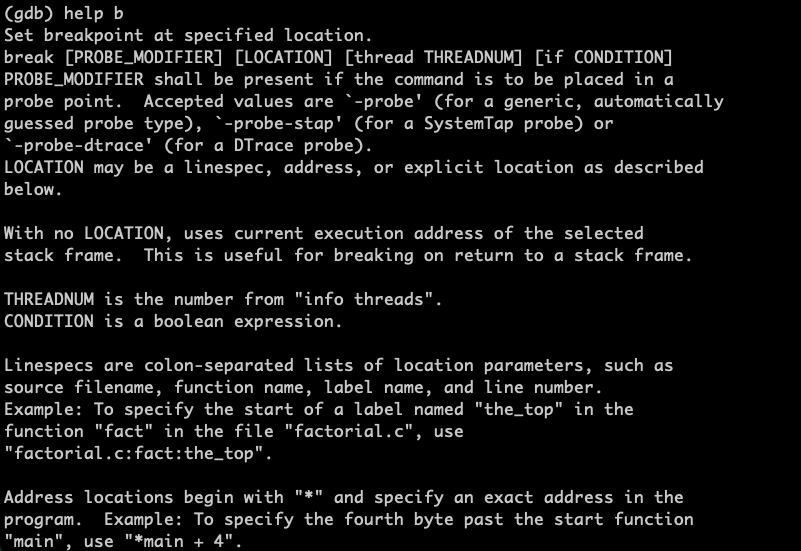 (gdb) help b
Set breakpoint at specified location.
break [PROBE_MODIFIER] [LOCATION] [thread THREADNUM] [if CONDITION]
PROBE_MODIFIER shall be present if the command is to be placed in a
probe point.  Accepted values are `-probe' (for a generic, automatically
guessed probe type), `-probe-stap' (for a SystemTap probe) or
`-probe-dtrace' (for a DTrace probe).
LOCATION may be a linespec, address, or explicit location as described
below.

With no LOCATION, uses current execution address of the selected
stack frame.  This is useful for breaking on return to a stack frame.

THREADNUM is the number from "info threads".
CONDITION is a boolean expression.

Linespecs are colon-separated lists of location parameters, such as
source filename, function name, label name, and line number.
Example: To specify the start of a label named "the_top" in the
function "fact" in the file "factorial.c", use
"factorial.c:fact:the_top".

Address locations begin with "*" and specify an exact address in the
program.  Example: To specify the fourth byte past the start function
"main", use "*main + 4".